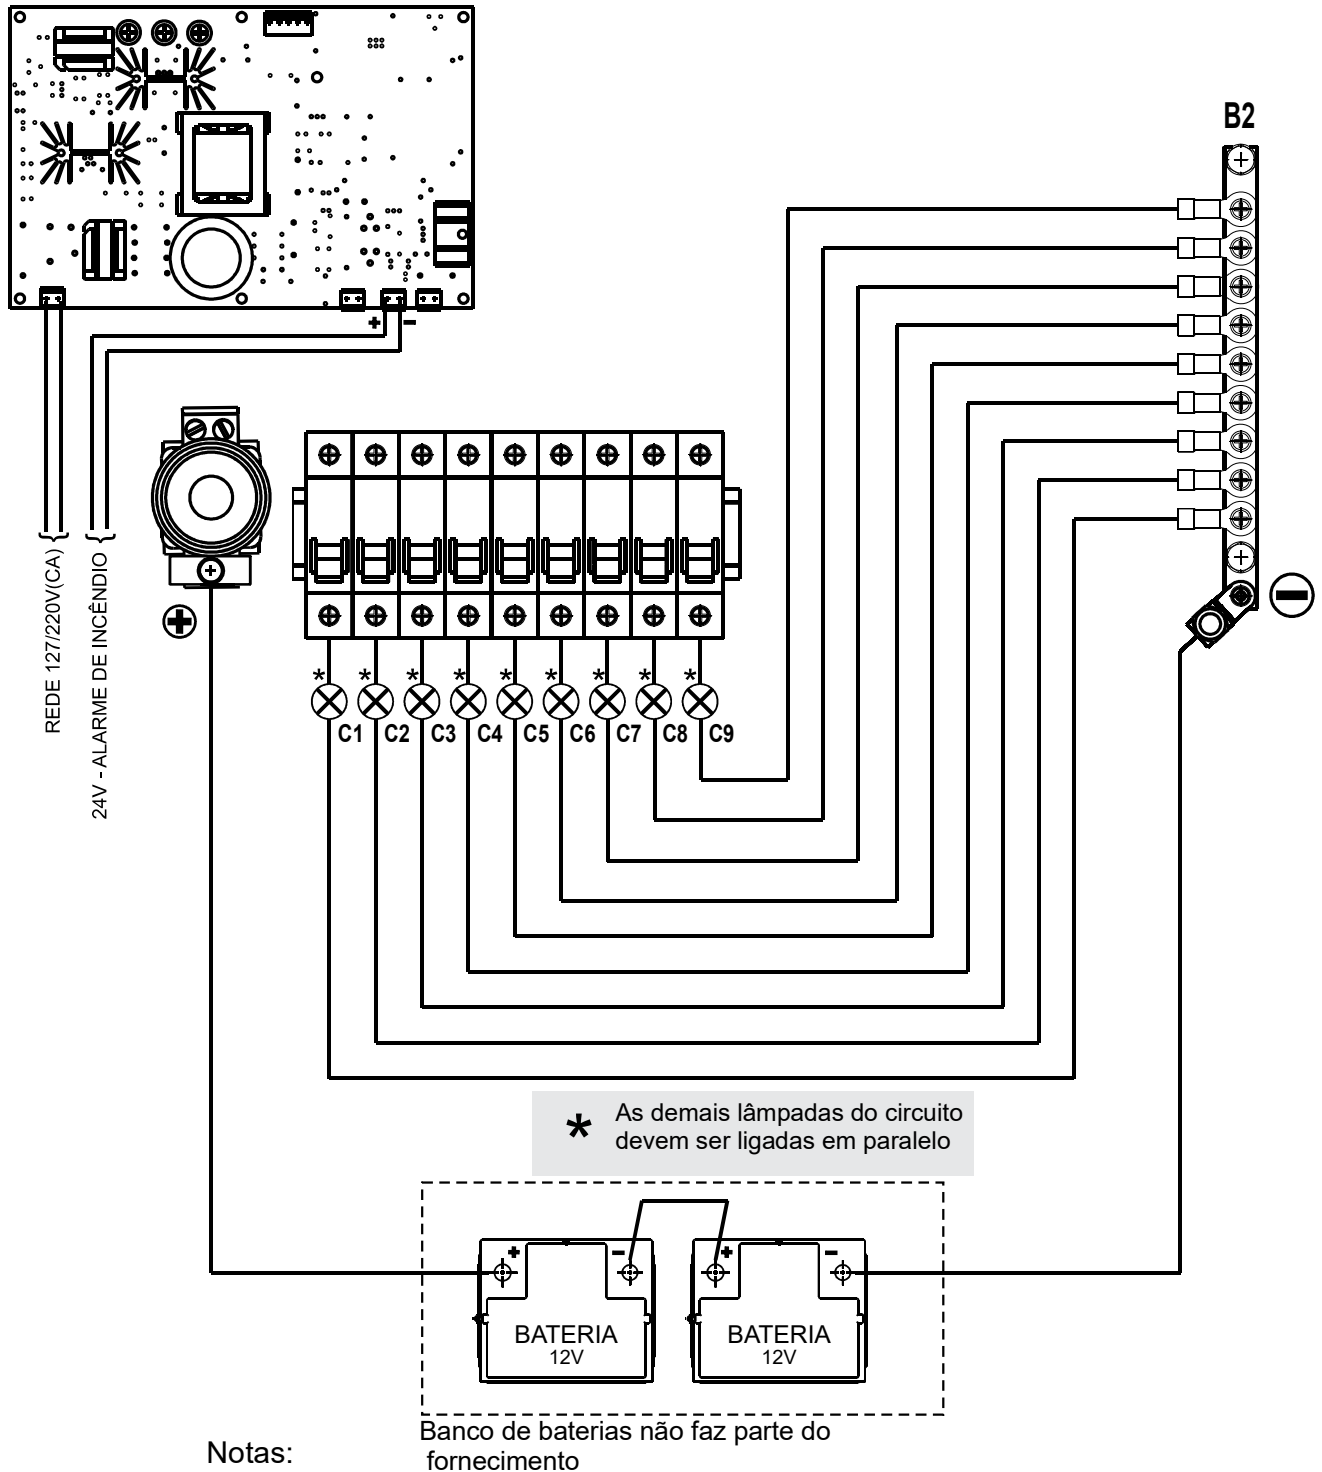 B2
+ -
REDE 127/220V(CA)
24V - ALARME DE INCÊNDIO
+
-
* * * * * * * * *
C1 C2 C3 C4 C5 C6 C7 C8 C9
* As demais lâmpadas do circuito
devem ser ligadas em paralelo
+ - + -
BATERIA
12V
BATERIA
12V
Banco de baterias não faz parte do
fornecimento
Notas: